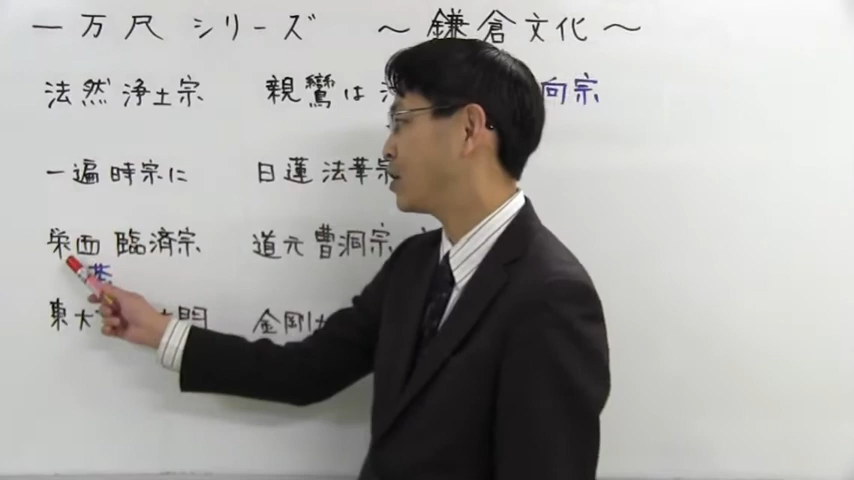 一万尺 シリーズ 〜鎌倉文化〜
法然 浄土宗 親鸞は 向宗
一遍 時宗に 日蓮 法華宗
栄西 臨済宗 道元 曹洞宗
東大 門 金剛